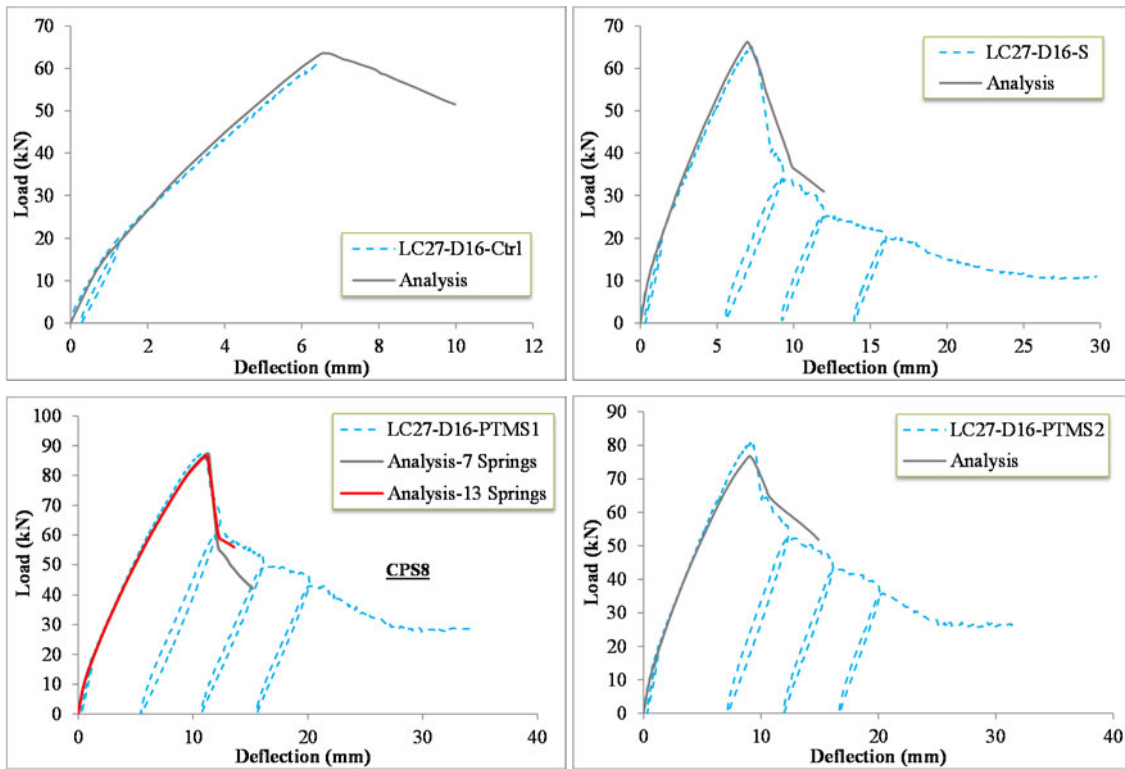 70
60
50
40
30
20
10
0
Load (kN)
0 2 4 6 8 10 12
Deflection (mm)
LC27-D16-Ctrl
Analysis
70
60
50
40
30
20
10
0
Load (kN)
0 5 10 15 20 25 30
Deflection (mm)
LC27-D16-S
Analysis
100
90
80
70
60
50
40
30
20
10
0
Load (kN)
0 10 20 30 40
Deflection (mm)
LC27-D16-PTMS1
Analysis-7 Springs
Analysis-13 Springs
CPS8
90
80
70
60
50
40
30
20
10
0
Load (kN)
0 10 20 30 40
Deflection (mm)
LC27-D16-PTMS2
Analysis